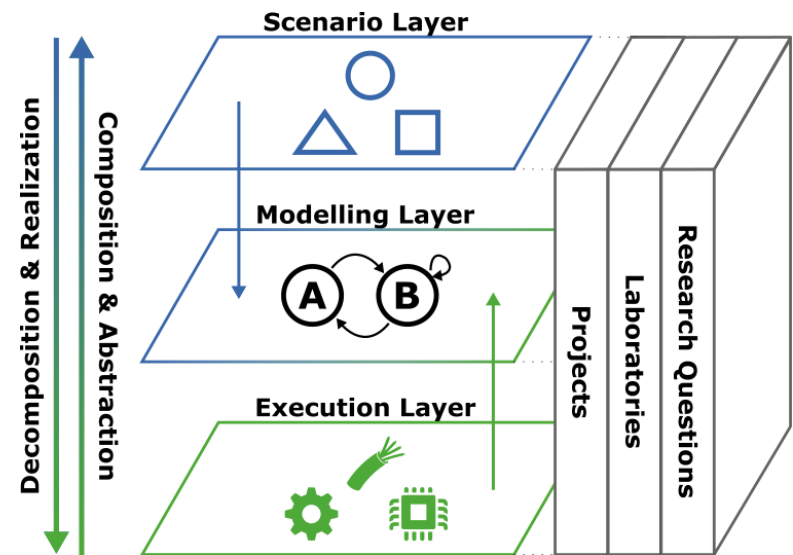 Scenario Layer
Decomposition & Realization
Composition & Abstraction
Modelling Layer
A
B
Execution Layer
Projects
Laboratories
Research Questions